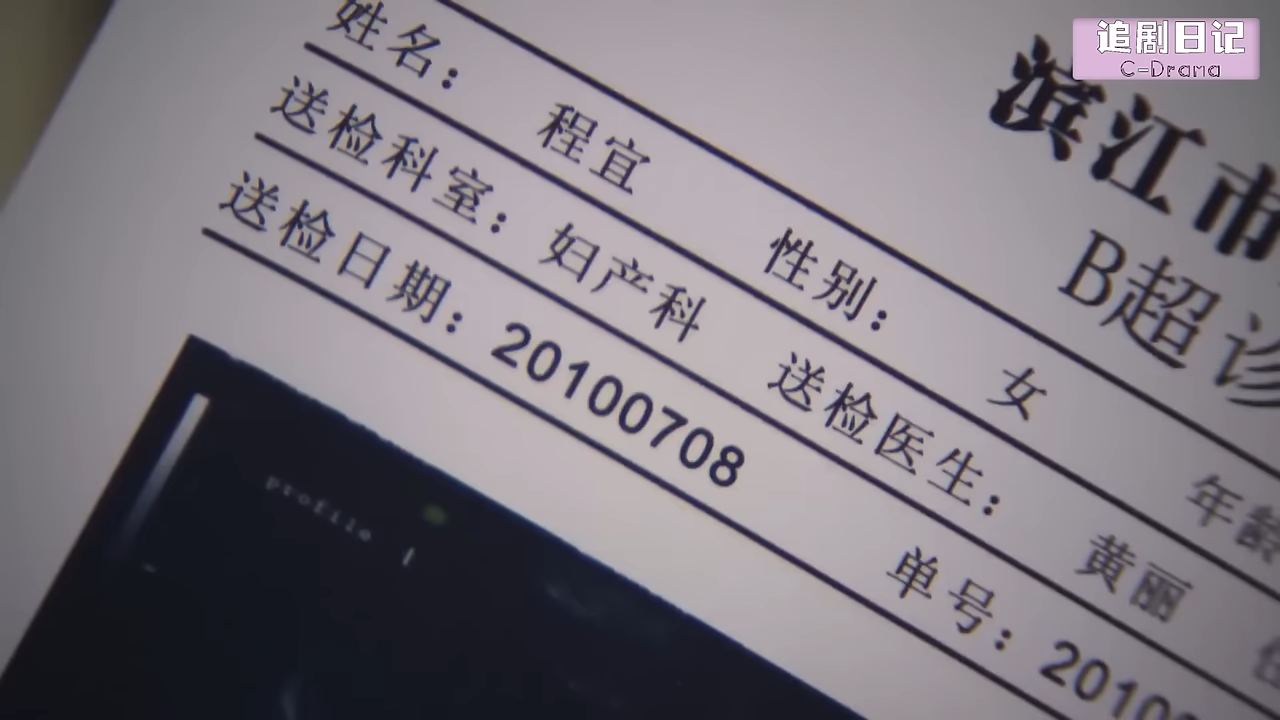 追剧日记
C-Drama
滨江市
B超诊
姓名： 程宜 性别： 女 年龄
送检科室： 妇产科 送检医生： 黄丽
送检日期： 20100708 单号： 2010
profile